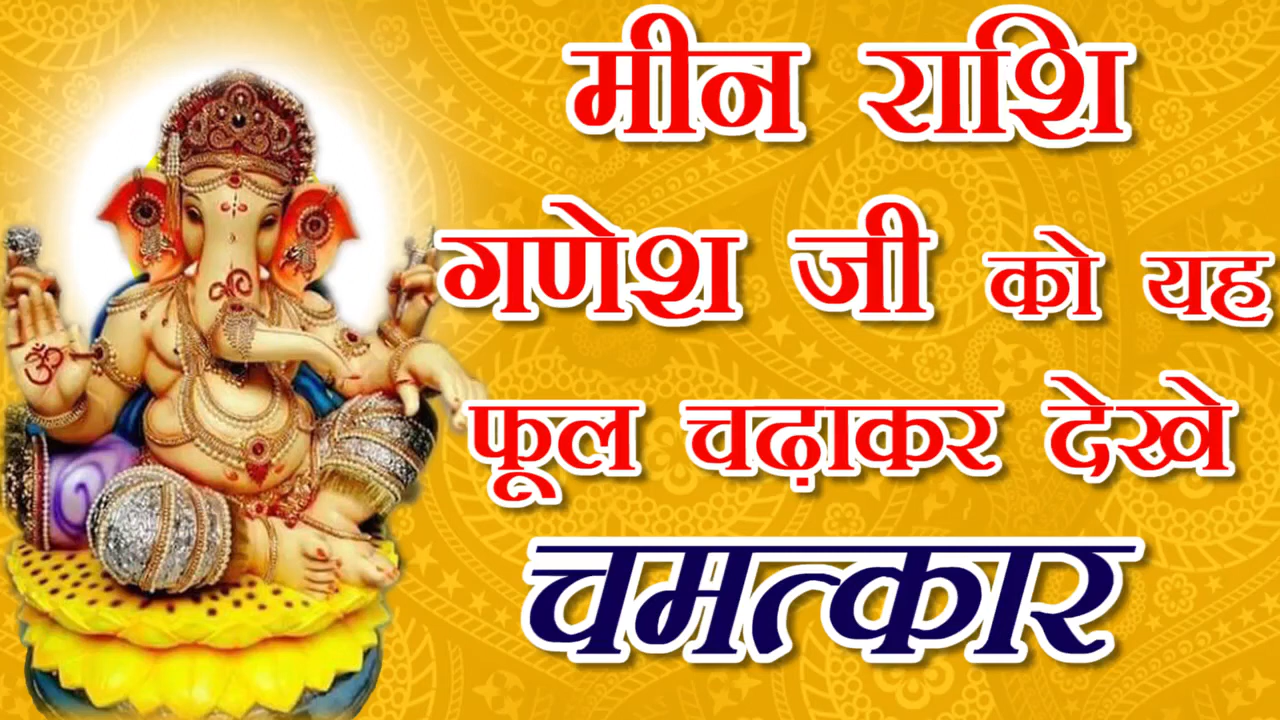 मीन राशि
गणेश जी को यह
फूल चढ़ाकर देखे
चमत्कार
ॐ